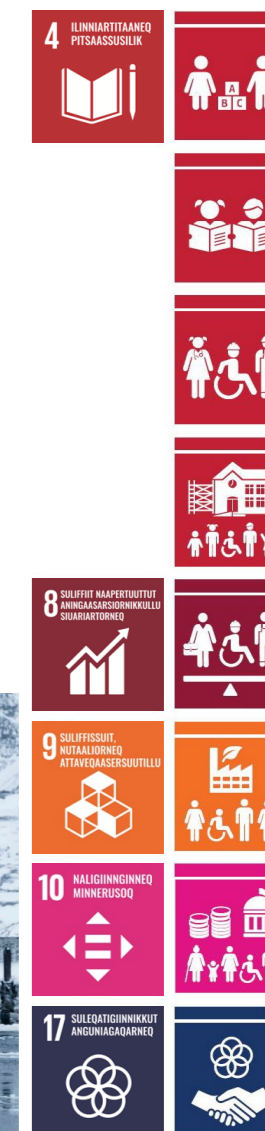 4 ILINNIARTITAANEQ
PITSAASSUSILIK
A
B C
8 SULIFFIIT NAAPERTUUTTUT
ANINGAASARSIORNIKKULLU
SIUARIARTORNEQ
9 SULIFFISSUIT,
NUTAALIORNEQ
ATTAVEQAASERSUUTILLU
10 NALIGIINNGINNEQ
MINNERUSOQ
17 SULEQATIGIINNIKKUT
ANGUNIAGAQARNEQ